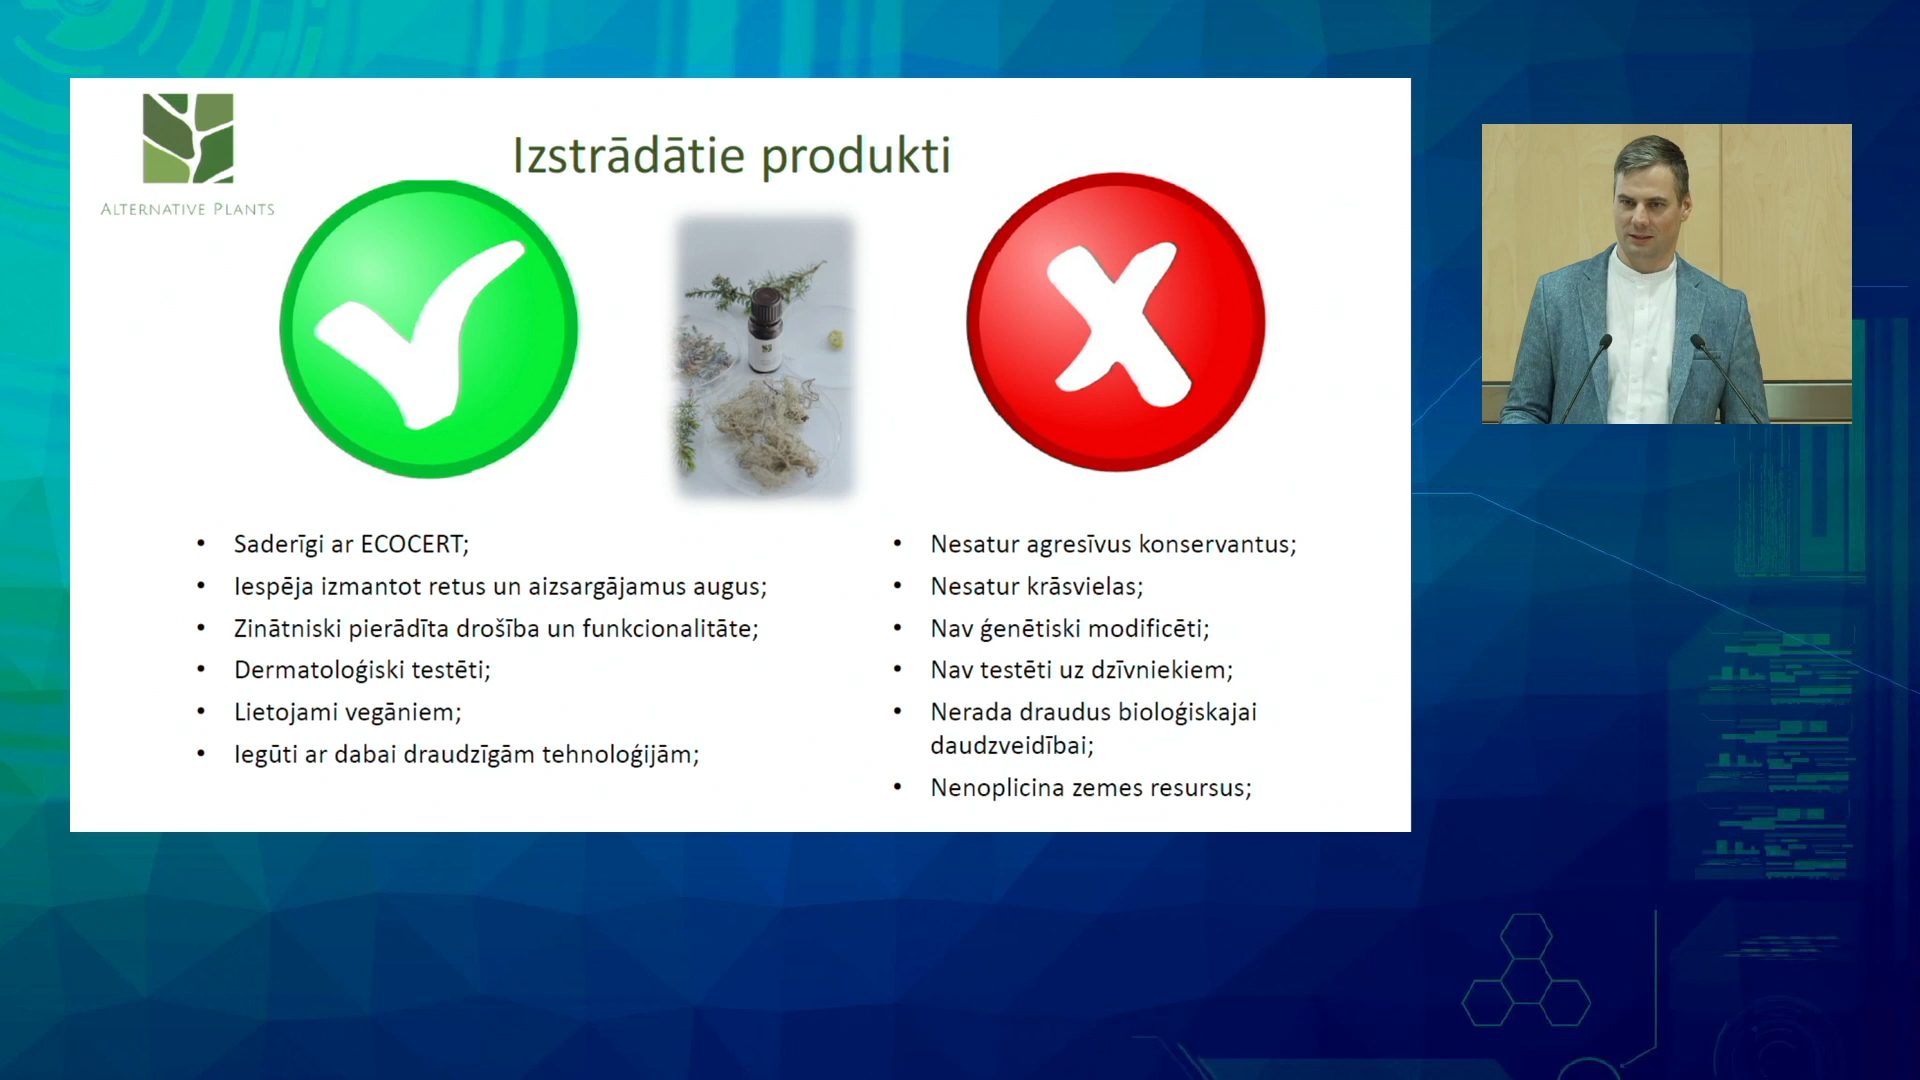 ALTERNATIVE PLANTS
Izstrādātie produkti
• Saderīgi ar ECOCERT;
• Iespēja izmantot retus un aizsargājamus augus;
• Zinātniski pierādīta drošība un funkcionalitāte;
• Dermatoloģiski testēti;
• Lietojami vegāniem;
• Iegūti ar dabai draudzīgām tehnoloģijām;
• Nesatur agresīvus konservantus;
• Nesatur krāsvielas;
• Nav ģenētiski modificēti;
• Nav testēti uz dzīvniekiem;
• Nerada draudus bioloģiskajai
daudzveidībai;
• Nenoplicina zemes resursus;